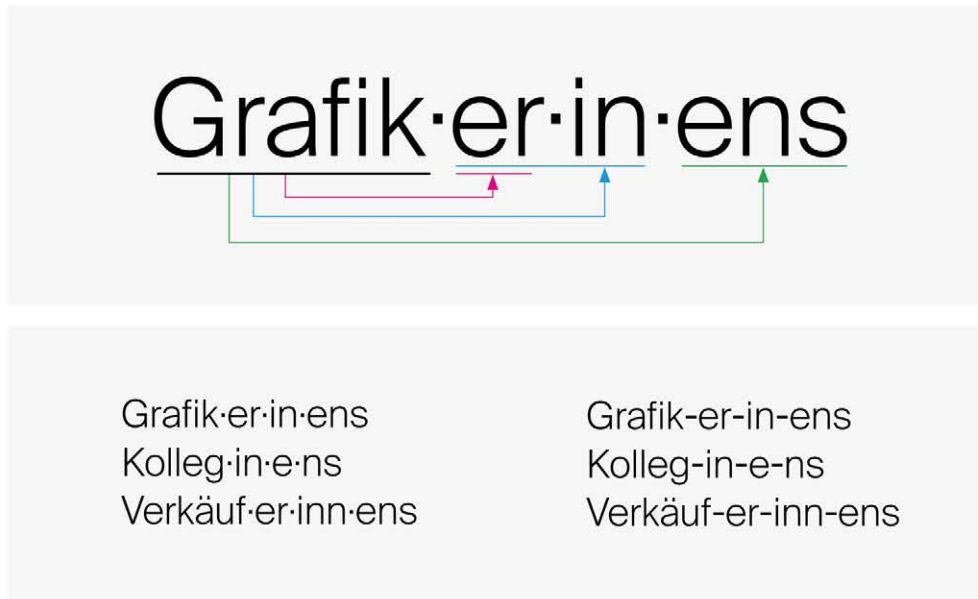 Grafik·er·in·ens
Grafik·er·in·ens
Kolleg·in·e·ns
Verkäuf·er·inn·ens
Grafik-er-in-ens
Kolleg-in-e-ns
Verkäuf-er-inn-ens